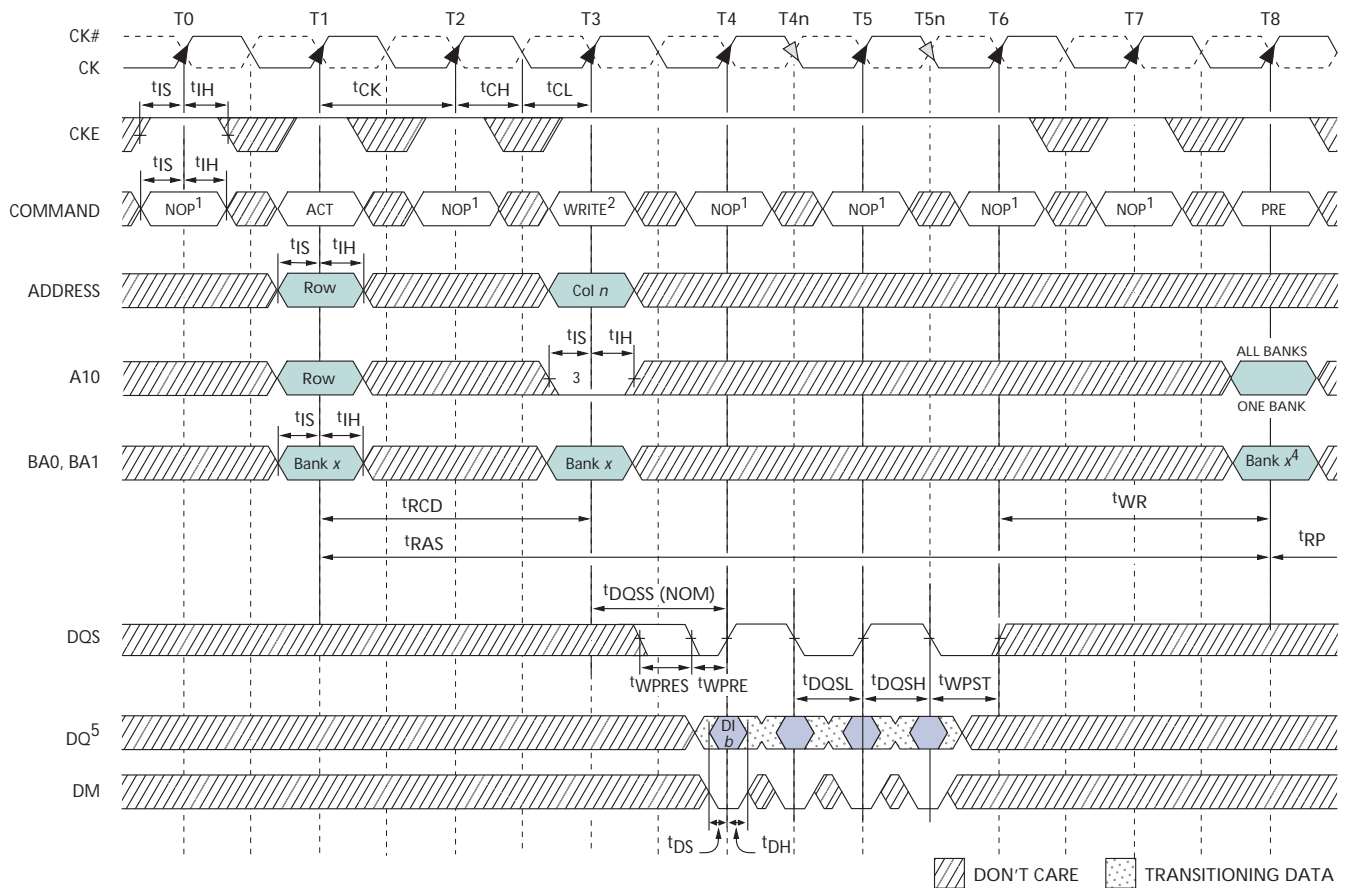 T0 T1 T2 T3 T4 T4n T5 T5n T6 T7 T8
CK#
CK
tIS tIH tCK tCH tCL
CKE
tIS tIH
COMMAND NOP1 ACT NOP1 WRITE2 NOP1 NOP1 NOP1 NOP1 PRE
tIS tIH
ADDRESS Row Col n
tIS tIH ALL BANKS
A10 Row 3
ONE BANK
tIS tIH
BA0, BA1 Bank x Bank x Bank x4
tRCD tWR
tRAS tRP
tDQSS (NOM)
DQS
tWPRES tWPRE tDQSL tDQSH tWPST
DQ5 DI
b
DM
tDS tDH
DON'T CARE TRANSITIONING DATA